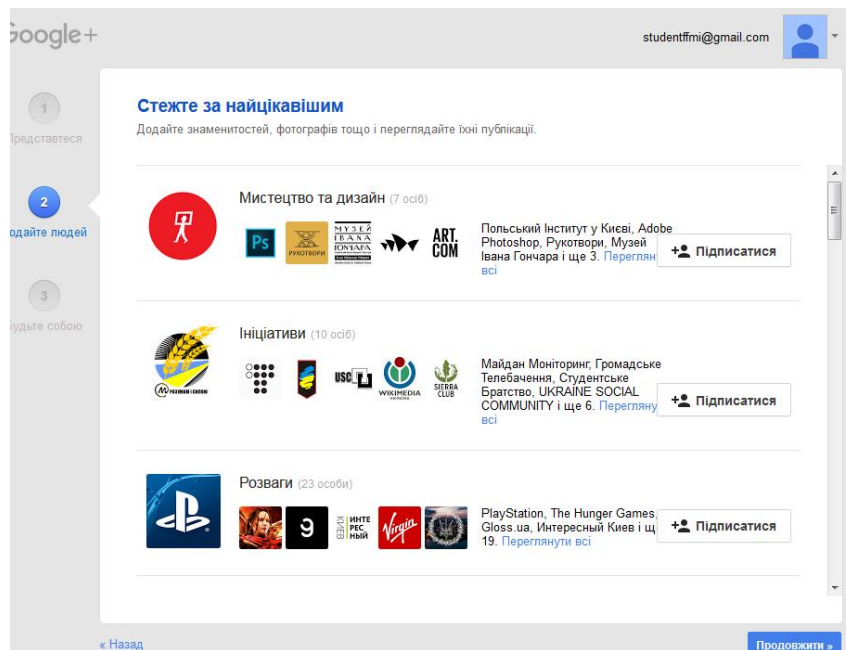 Google+
studentffmi@gmail.com
1
Представтеся
2
Додайте людей
3
Будьте собою
Стежте за найцікавішим
Додайте знаменитостей, фотографів тощо і переглядайте їхні публікації.
Мистецтво та дизайн (7 осіб)
Ps
РУКОТВОРИ
МУЗЕЙ
ІВАНА
ГОНЧАРА
ART.
COM
Польський Інститут у Києві, Adobe
Photoshop, Рукотвори, Музей
Івана Гончара і ще 3. Переглян
всі
Підписатися
Ініціативи (10 осіб)
USC
WIKIMEDIA
SIERRA
CLUB
Майдан Моніторинг, Громадське
Телебачення, Студентське
Братство, UKRAINE SOCIAL
COMMUNITY і ще 6. Перегляну
всі
Підписатися
Розваги (23 особи)
КИЕВ
ИНТЕ
РЕС
НЫЙ
Virgin
PlayStation, The Hunger Games,
Gloss.ua, Интересный Киев і щ
19. Переглянути всі
Підписатися
« Назад
Продовжити »